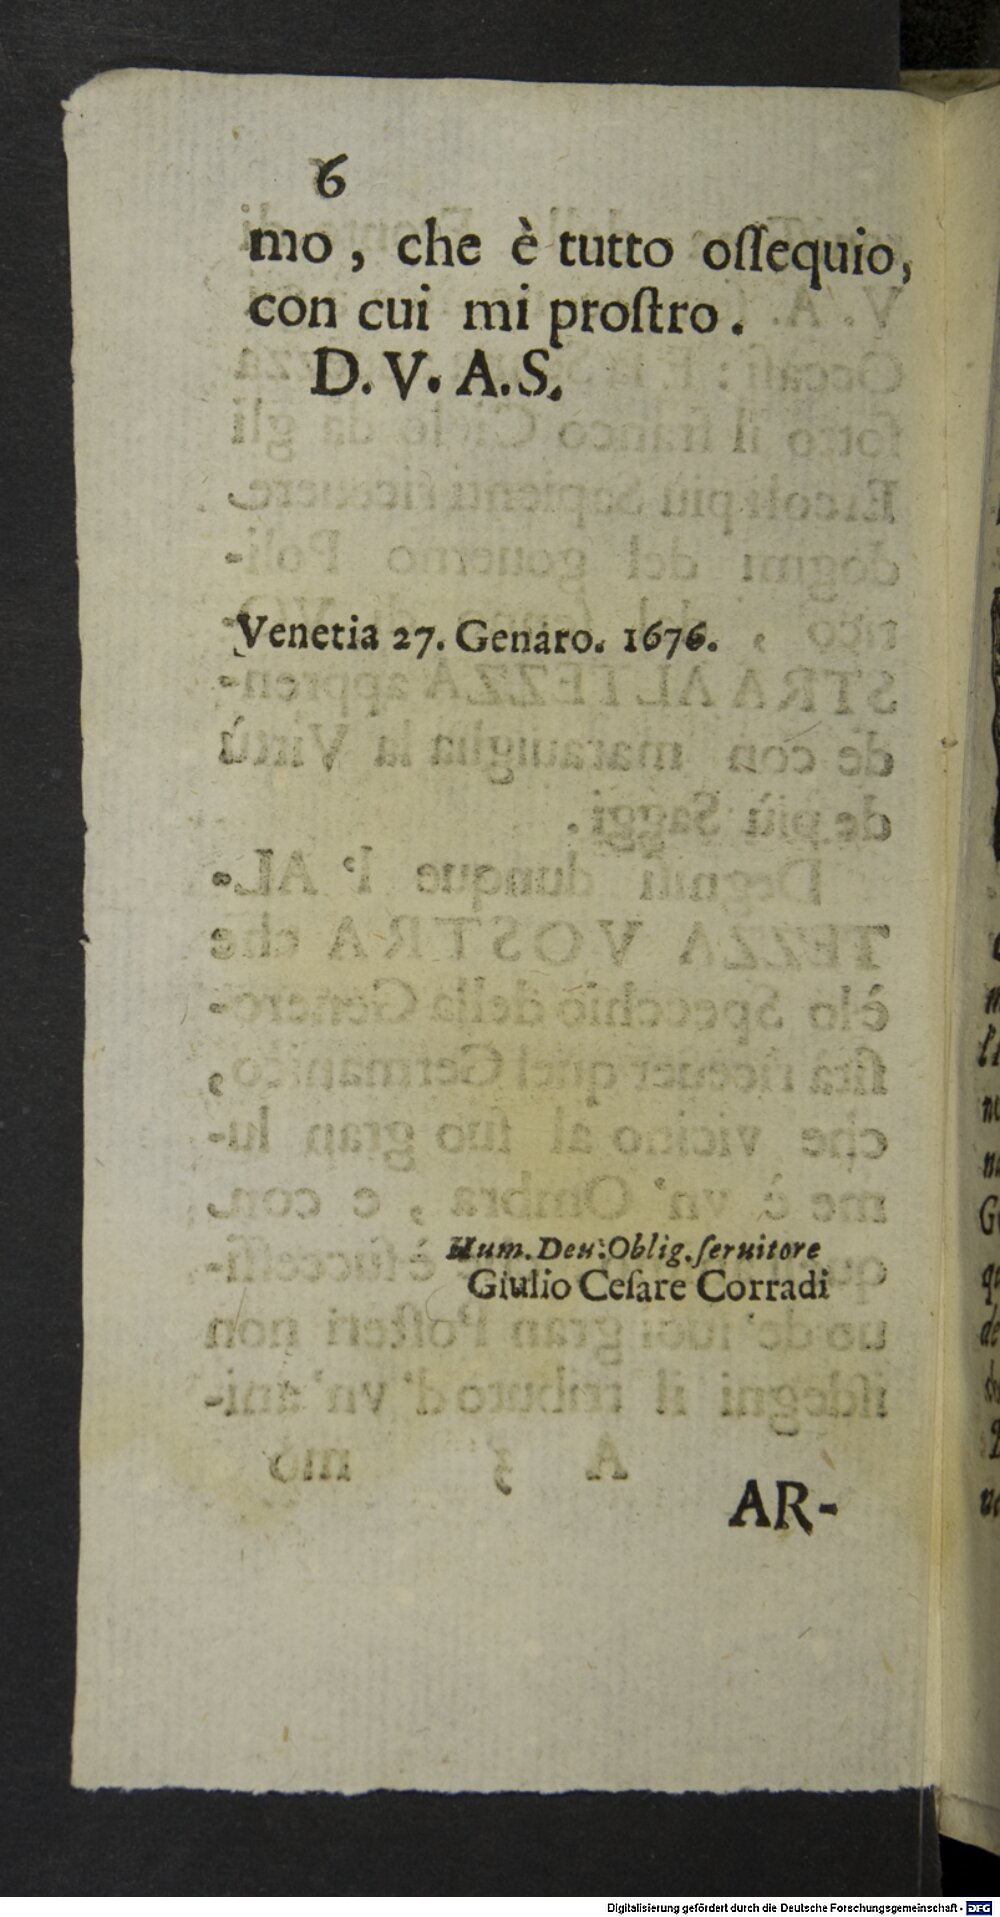 6
mo, che è tutto oſſequio,
con cui mi proſtro.
D. V. A. S.
Venetia 27. Genaro. 1676.
Hum. Deu: Oblig. ſeruitore
Giulio Ceſare Corradi
AR-
Digitalisierung gefördert durch die Deutsche Forschungsgemeinschaft - DFG